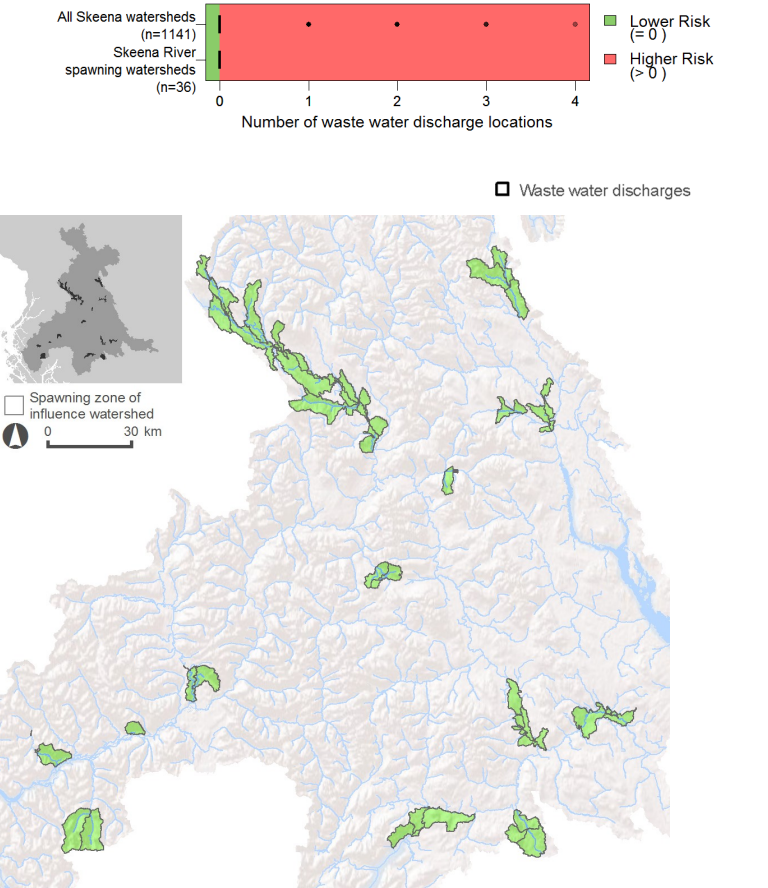 All Skeena watersheds
(n=1141)
Skeena River
spawning watersheds
(n=36)
Lower Risk
(= 0 )
Higher Risk
(> 0 )
0 1 2 3 4
Number of waste water discharge locations
Waste water discharges
Spawning zone of
influence watershed
0 30 km